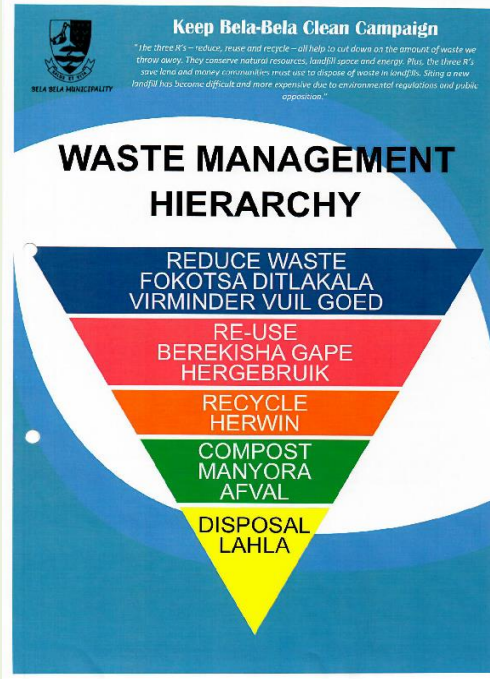 Keep Bela-Bela Clean Campaign
"The three R's – reduce, reuse and recycle – all help to cut down on the amount of waste we
throw away. They conserve natural resources, landfill space and energy. Plus, the three R's
save land and money communities must use to dispose of waste in landfills. Siting a new
landfill has become difficult and more expensive due to environmental regulations and public
opposition."
BELA BELA MUNICIPALITY
WASTE MANAGEMENT
HIERARCHY
REDUCE WASTE
FOKOTSA DITLAKALA
VIRMINDER VUIL GOED
RE-USE
BEREKISHA GAPE
HERGEBRUIK
RECYCLE
HERWIN
COMPOST
MANYORA
AFVAL
DISPOSAL
LAHLA